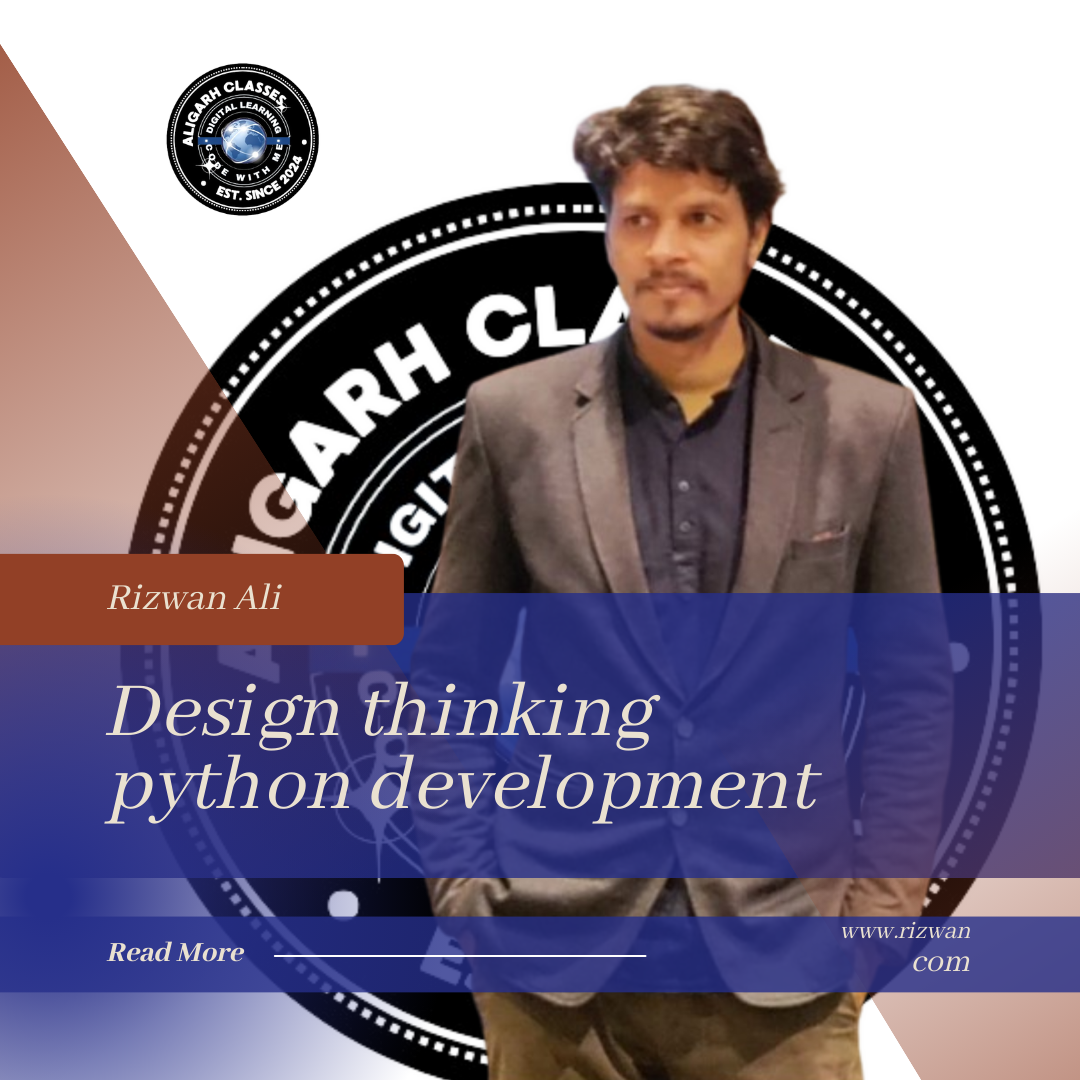 ALIGARH CLASSES
DIGITAL LEARNING
CODE WITH ME
EST. SINCE 2024
Rizwan Ali
Design thinking
python development
Read More
www.rizwan
com